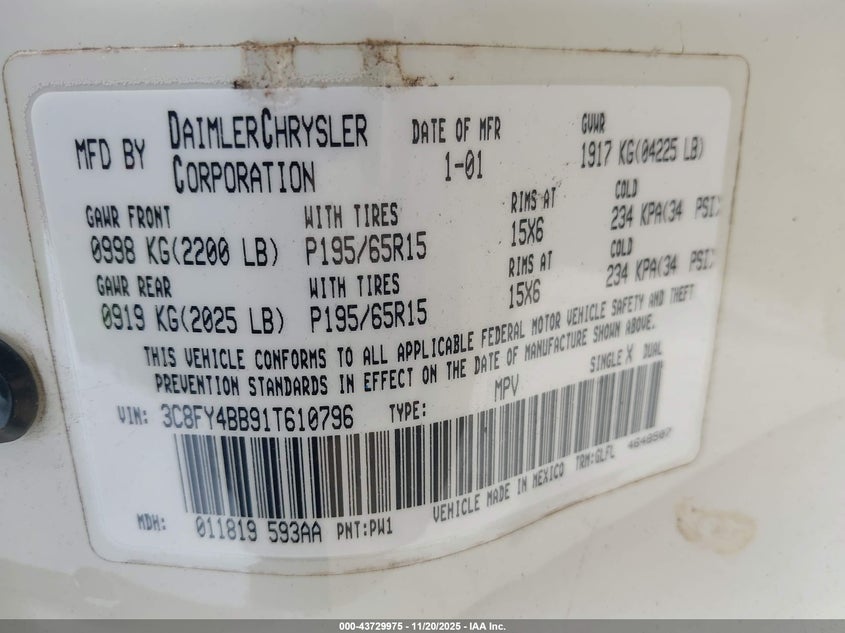 MFD BY DAIMLERCHRYSLER CORPORATION
DATE OF MFR 1-01
GVWR 1917 KG(04225 LB)
GAWR FRONT WITH TIRES RIMS AT COLD
0998 KG(2200 LB) P195/65R15 15X6 234 KPA(34 PSI)
GAWR REAR WITH TIRES RIMS AT COLD
0919 KG(2025 LB) P195/65R15 15X6 234 KPA(34 PSI)
THIS VEHICLE CONFORMS TO ALL APPLICABLE FEDERAL MOTOR VEHICLE SAFETY AND THEFT
PREVENTION STANDARDS IN EFFECT ON THE DATE OF MANUFACTURE SHOWN ABOVE.
VIN: 3C8FY4BB91T610796 TYPE: MPV SINGLE X DUAL
MDH: 011819 593AA PNT:PW1 VEHICLE MADE IN MEXICO TRM:GLFL 4648507
000-43729975 - 11/20/2025 - IAA Inc.